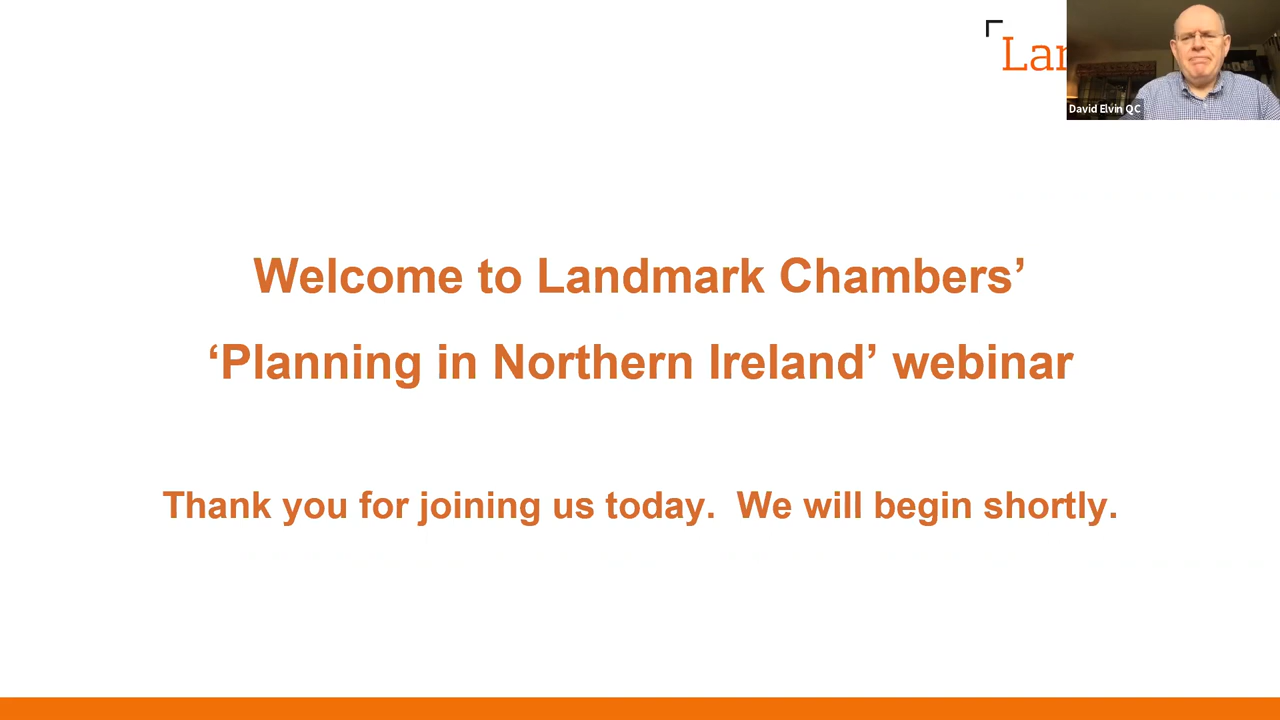 Lan
David Elvin QC
Welcome to Landmark Chambers’
‘Planning in Northern Ireland’ webinar
Thank you for joining us today.  We will begin shortly.